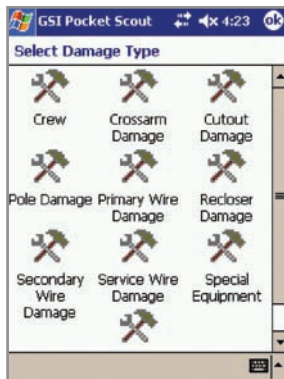 GSI Pocket Scout 4:23 ok
Select Damage Type
Crew Crossarm Cutout
Damage Damage
Pole Damage Primary Wire Recloser
Damage Damage
Secondary Service Wire Special
Wire Damage Equipment
Damage